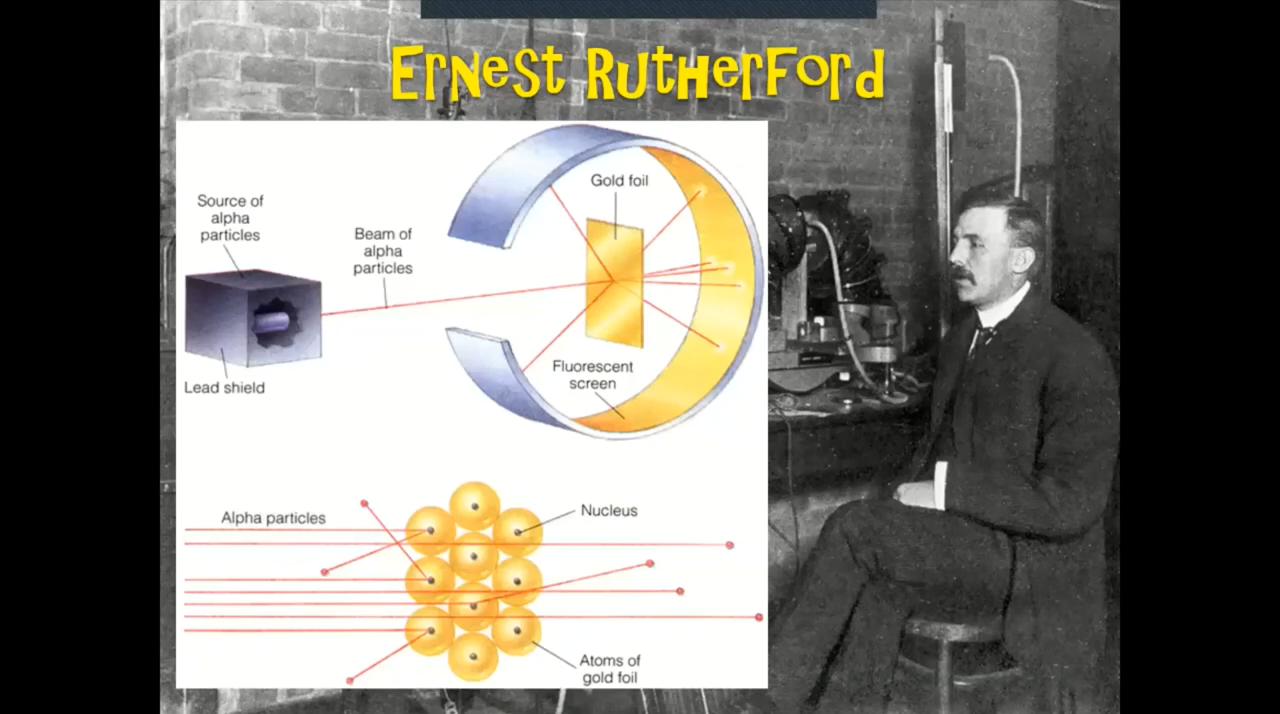 Ernest Rutherford
Source of
alpha
particles
Beam of
alpha
particles
Gold foil
Lead shield
Fluorescent
screen
Alpha particles
Nucleus
Atoms of
gold foil